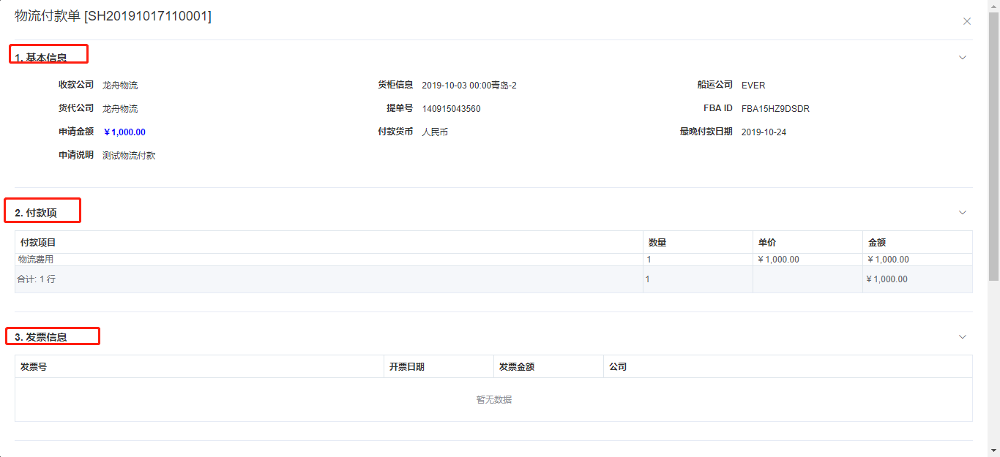 物流付款单 [SH20191017110001]
1. 基本信息
收款公司 龙舟物流 货柜信息 2019-10-03 00:00青岛-2 船运公司 EVER
货代公司 龙舟物流 提单号 140915043560 FBA ID FBA15HZ9DSDR
申请金额 ￥1,000.00 付款货币 人民币 最晚付款日期 2019-10-24
申请说明 测试物流付款
2. 付款项
付款项目 数量 单价 金额
物流费用 1 ￥1,000.00 ￥1,000.00
合计: 1 行 1 ￥1,000.00
3. 发票信息
发票号 开票日期 发票金额 公司
暂无数据